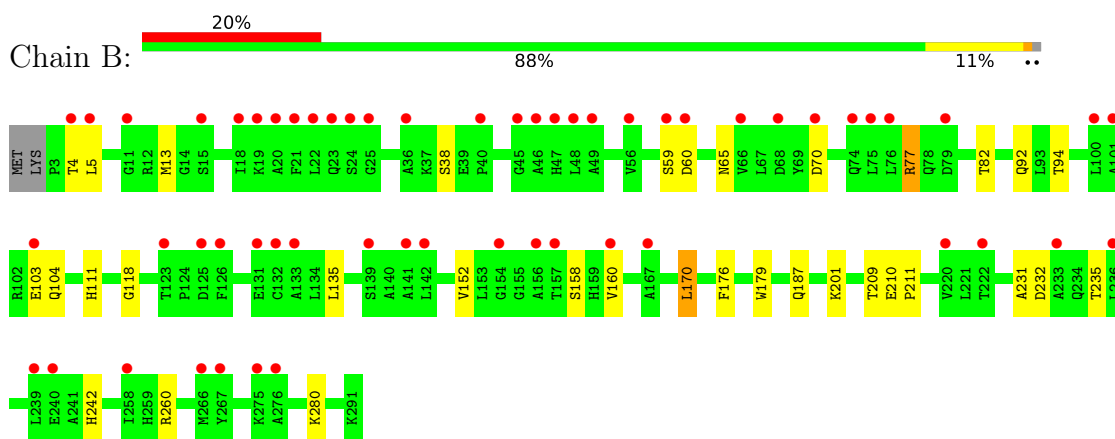 20%
Chain B:
88% 11% ••
MET LYS P3 T4 L5 G11 R12 M13 G14 S15 I18 K19 A20 F21 L22 Q23 S24 G25 A36 K37 S38 E39 P40 G45 A46 H47 L48 A49 V56 S59 D60 N65 V66 L67 D68 Y69 D70 Q74 L75 L76 R77 Q78 D79 T82 Q92 L93 T94 L100 A101
R102 E103 Q104 H111 G118 T123 P124 D125 F126 E131 C132 A133 L134 L135 S139 A140 A141 L142 V152 L153 G154 G155 A156 T157 S158 H159 V160 A167 L170 F176 W179 Q187 K201 T209 E210 P211 V220 L221 T222 A231 D232 A233 Q234 T235 L236
L239 E240 A241 H242 I258 H259 R260 M266 Y267 K275 A276 K280 K291